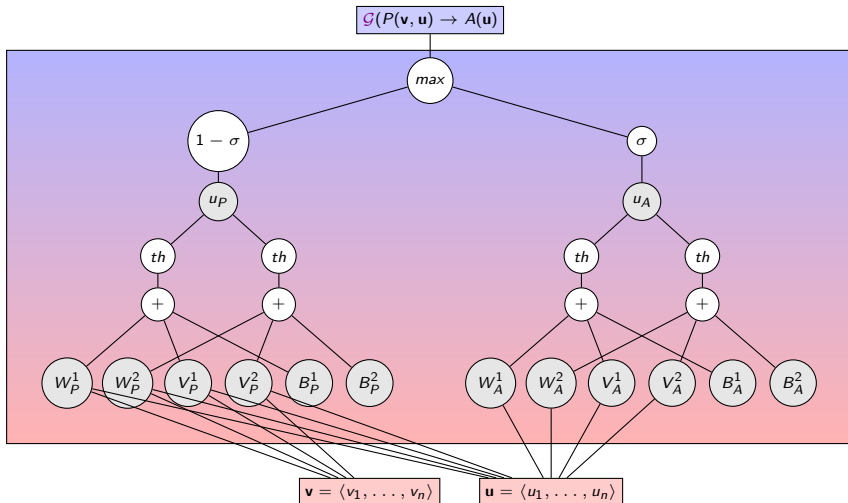 𝒢(P(𝐯, 𝐮) → A(𝐮)
max
1 − σ σ
u_P u_A
th th th th
+ + + +
W_P^1 W_P^2 V_P^1 V_P^2 B_P^1 B_P^2 W_A^1 W_A^2 V_A^1 V_A^2 B_A^1 B_A^2
𝐯 = ⟨v_1, . . . , v_n⟩ 𝐮 = ⟨u_1, . . . , u_n⟩